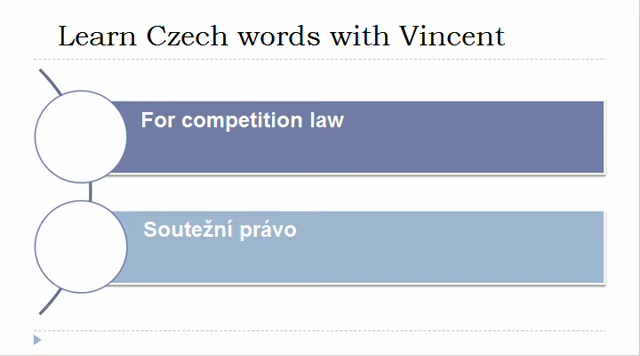 Learn Czech words with Vincent
For competition law
Soutežní právo